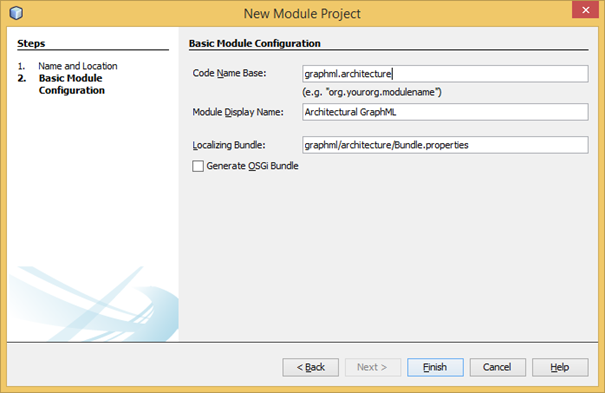 New Module Project
Steps
1. Name and Location
2. Basic Module
Configuration
Basic Module Configuration
Code Name Base: graphml.architecture
(e.g. "org.yourorg.modulename")
Module Display Name: Architectural GraphML
Localizing Bundle: graphml/architecture/Bundle.properties
Generate OSGi Bundle
< Back Next > Finish Cancel Help